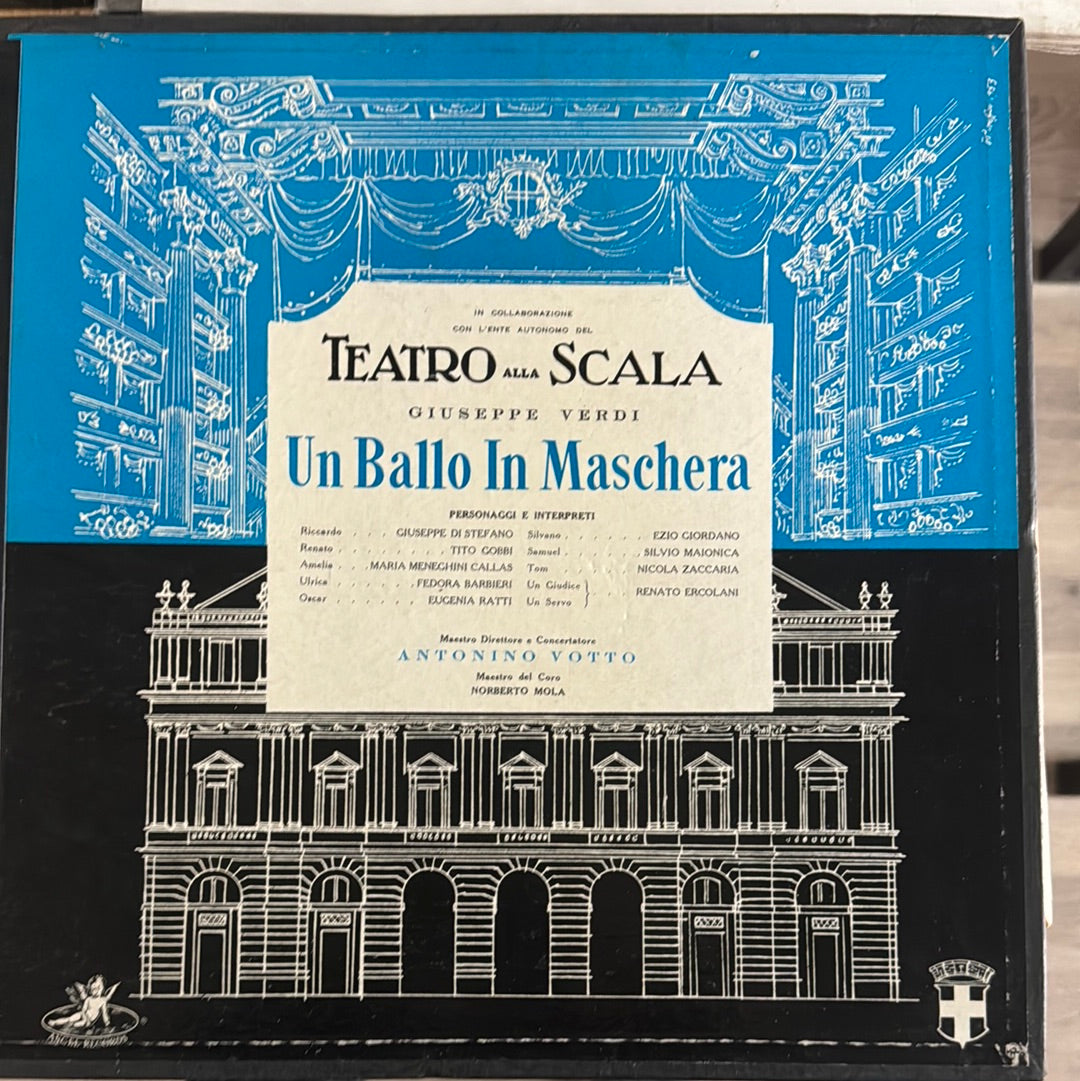 IN COLLABORAZIONE
CON L'ENTE AUTONOMO DEL
TEATRO ALLA SCALA
GIUSEPPE VERDI
Un Ballo In Maschera
PERSONAGGI E INTERPRETI
Riccardo . . . GIUSEPPE DI STEFANO
Renato . . . . . . . . TITO GOBBI
Amelia . . . MARIA MENEGHINI CALLAS
Ulrica . . . . . . FEDORA BARBIERI
Oscar . . . . . . EUGENIA RATTI
Silvano . . . . . . . EZIO GIORDANO
Samuel . . . . . . . SILVIO MAIONICA
Tom . . . . . . NICOLA ZACCARIA
Un Giudice
Un Servo } . . . . RENATO ERCOLANI
Maestro Direttore e Concertatore
ANTONINO VOTTO
Maestro del Coro
NORBERTO MOLA
ANGEL RECORDS